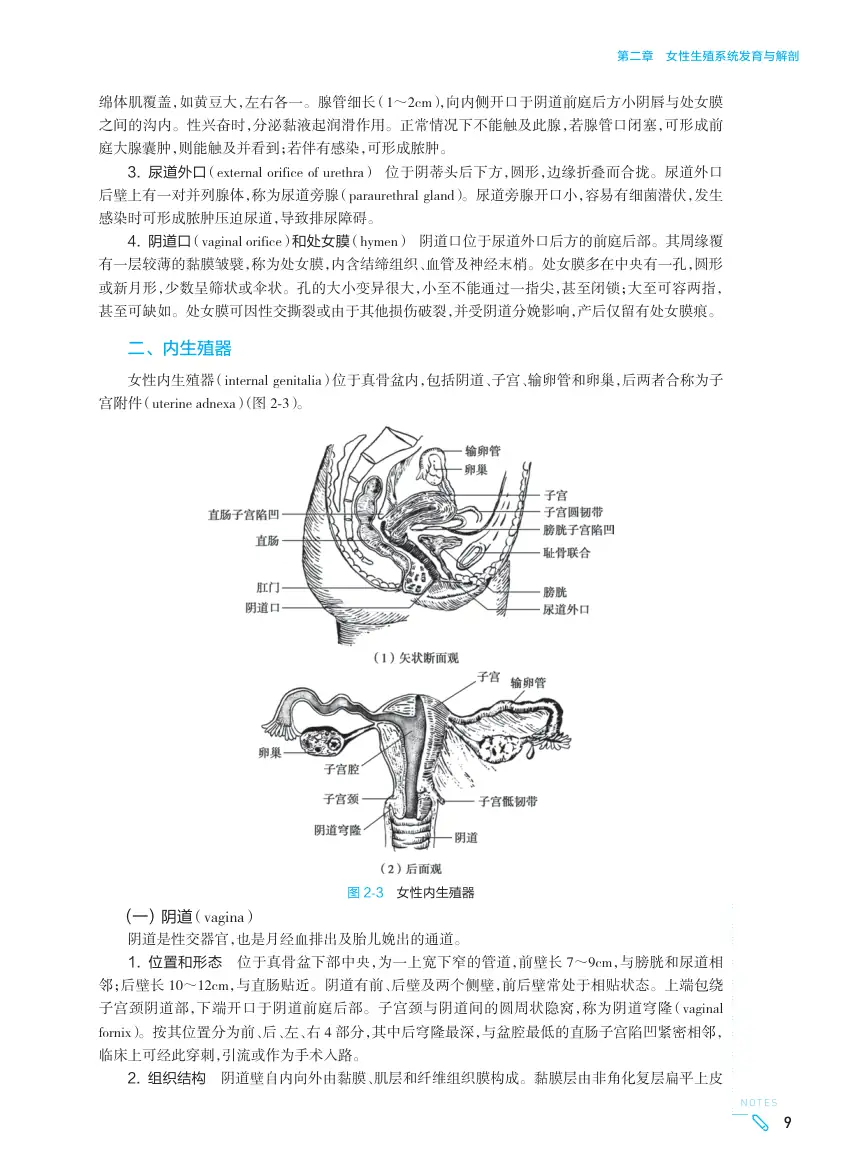 第二章 女性生殖系统发育与解剖
绵体肌覆盖,如黄豆大,左右各一。腺管细长(1～2cm),向内侧开口于阴道前庭后方小阴唇与处女膜
之间的沟内。性兴奋时,分泌黏液起润滑作用。正常情况下不能触及此腺,若腺管口闭塞,可形成前
庭大腺囊肿,则能触及并看到;若伴有感染,可形成脓肿。
3. 尿道外口(external orifice of urethra) 位于阴蒂头后下方,圆形,边缘折叠而合拢。尿道外口
后壁上有一对并列腺体,称为尿道旁腺(paraurethral gland)。尿道旁腺开口小,容易有细菌潜伏,发生
感染时可形成脓肿压迫尿道,导致排尿障碍。
4. 阴道口(vaginal orifice)和处女膜(hymen) 阴道口位于尿道外口后方的前庭后部。其周缘覆
有一层较薄的黏膜皱襞,称为处女膜,内含结缔组织、血管及神经末梢。处女膜多在中央有一孔,圆形
或新月形,少数呈筛状或伞状。孔的大小变异很大,小至不能通过一指尖,甚至闭锁;大至可容两指,
甚至可缺如。处女膜可因性交撕裂或由于其他损伤破裂,并受阴道分娩影响,产后仅留有处女膜痕。
二、内生殖器
女性内生殖器(internal genitalia)位于真骨盆内,包括阴道、子宫、输卵管和卵巢,后两者合称为子
宫附件(uterine adnexa)(图 2-3)。
输卵管
卵巢
子宫
直肠子宫陷凹
子宫圆韧带
膀胱子宫陷凹
直肠
耻骨联合
肛门
膀胱
阴道口
尿道外口
(1)矢状断面观
子宫
输卵管
卵巢
子宫腔
子宫颈
子宫骶韧带
阴道穹隆
阴道
(2)后面观
图 2-3 女性内生殖器
(一) 阴道(vagina)
阴道是性交器官,也是月经血排出及胎儿娩出的通道。
1. 位置和形态 位于真骨盆下部中央,为一上宽下窄的管道,前壁长 7～9cm,与膀胱和尿道相
邻;后壁长 10～12cm,与直肠贴近。阴道有前、后壁及两个侧壁,前后壁常处于相贴状态。上端包绕
子宫颈阴道部,下端开口于阴道前庭后部。子宫颈与阴道间的圆周状隐窝,称为阴道穹隆(vaginal
fornix)。按其位置分为前、后、左、右 4 部分,其中后穹隆最深,与盆腔最低的直肠子宫陷凹紧密相邻,
临床上可经此穿刺,引流或作为手术入路。
2. 组织结构 阴道壁自内向外由黏膜、肌层和纤维组织膜构成。黏膜层由非角化复层扁平上皮
NOTES
9